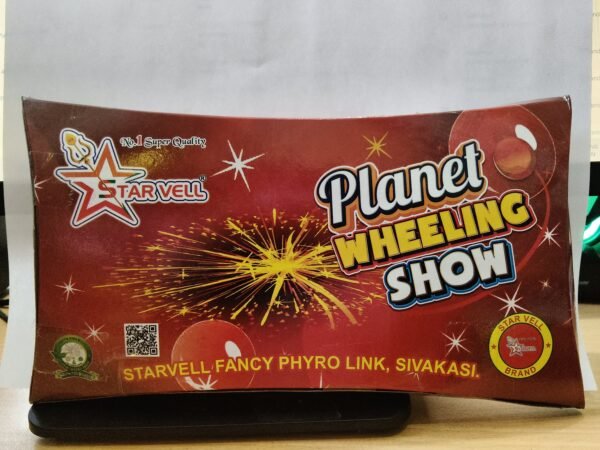 No.1 Super Quality
STAR VELL®
Planet
WHEELING
SHOW
STARVELL FANCY PHYRO LINK, SIVAKASI.
STAR VELL
BRAND